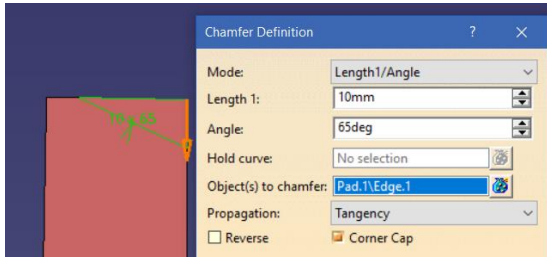 Chamfer Definition ? ×
Mode: Length1/Angle
Length 1: 10mm
Angle: 65deg
Hold curve: No selection
Object(s) to chamfer: Pad.1\Edge.1
Propagation: Tangency
Reverse Corner Cap